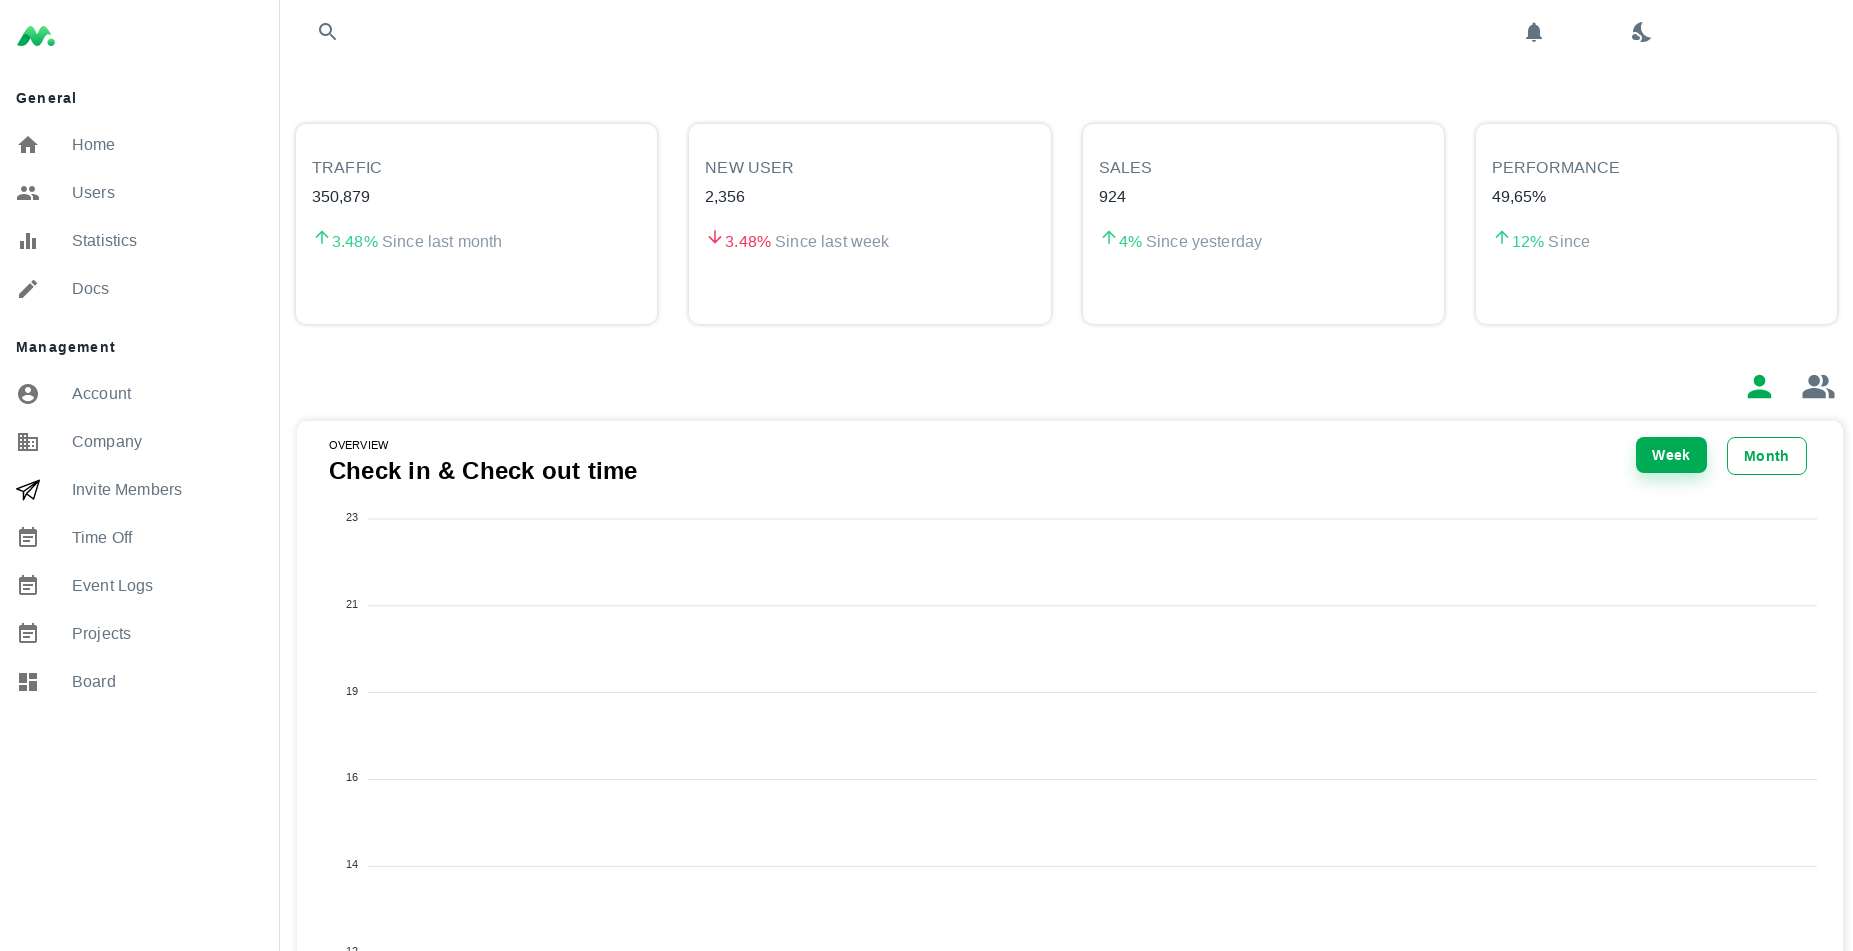 General
Home
Users
Statistics
Docs
Management
Account
Company
Invite Members
Time Off
Event Logs
Projects
Board
TRAFFIC
350,879
3.48% Since last month
NEW USER
2,356
3.48% Since last week
SALES
924
4% Since yesterday
PERFORMANCE
49,65%
12% Since
OVERVIEW
Check in & Check out time
Week
Month
23
21
19
16
14
12